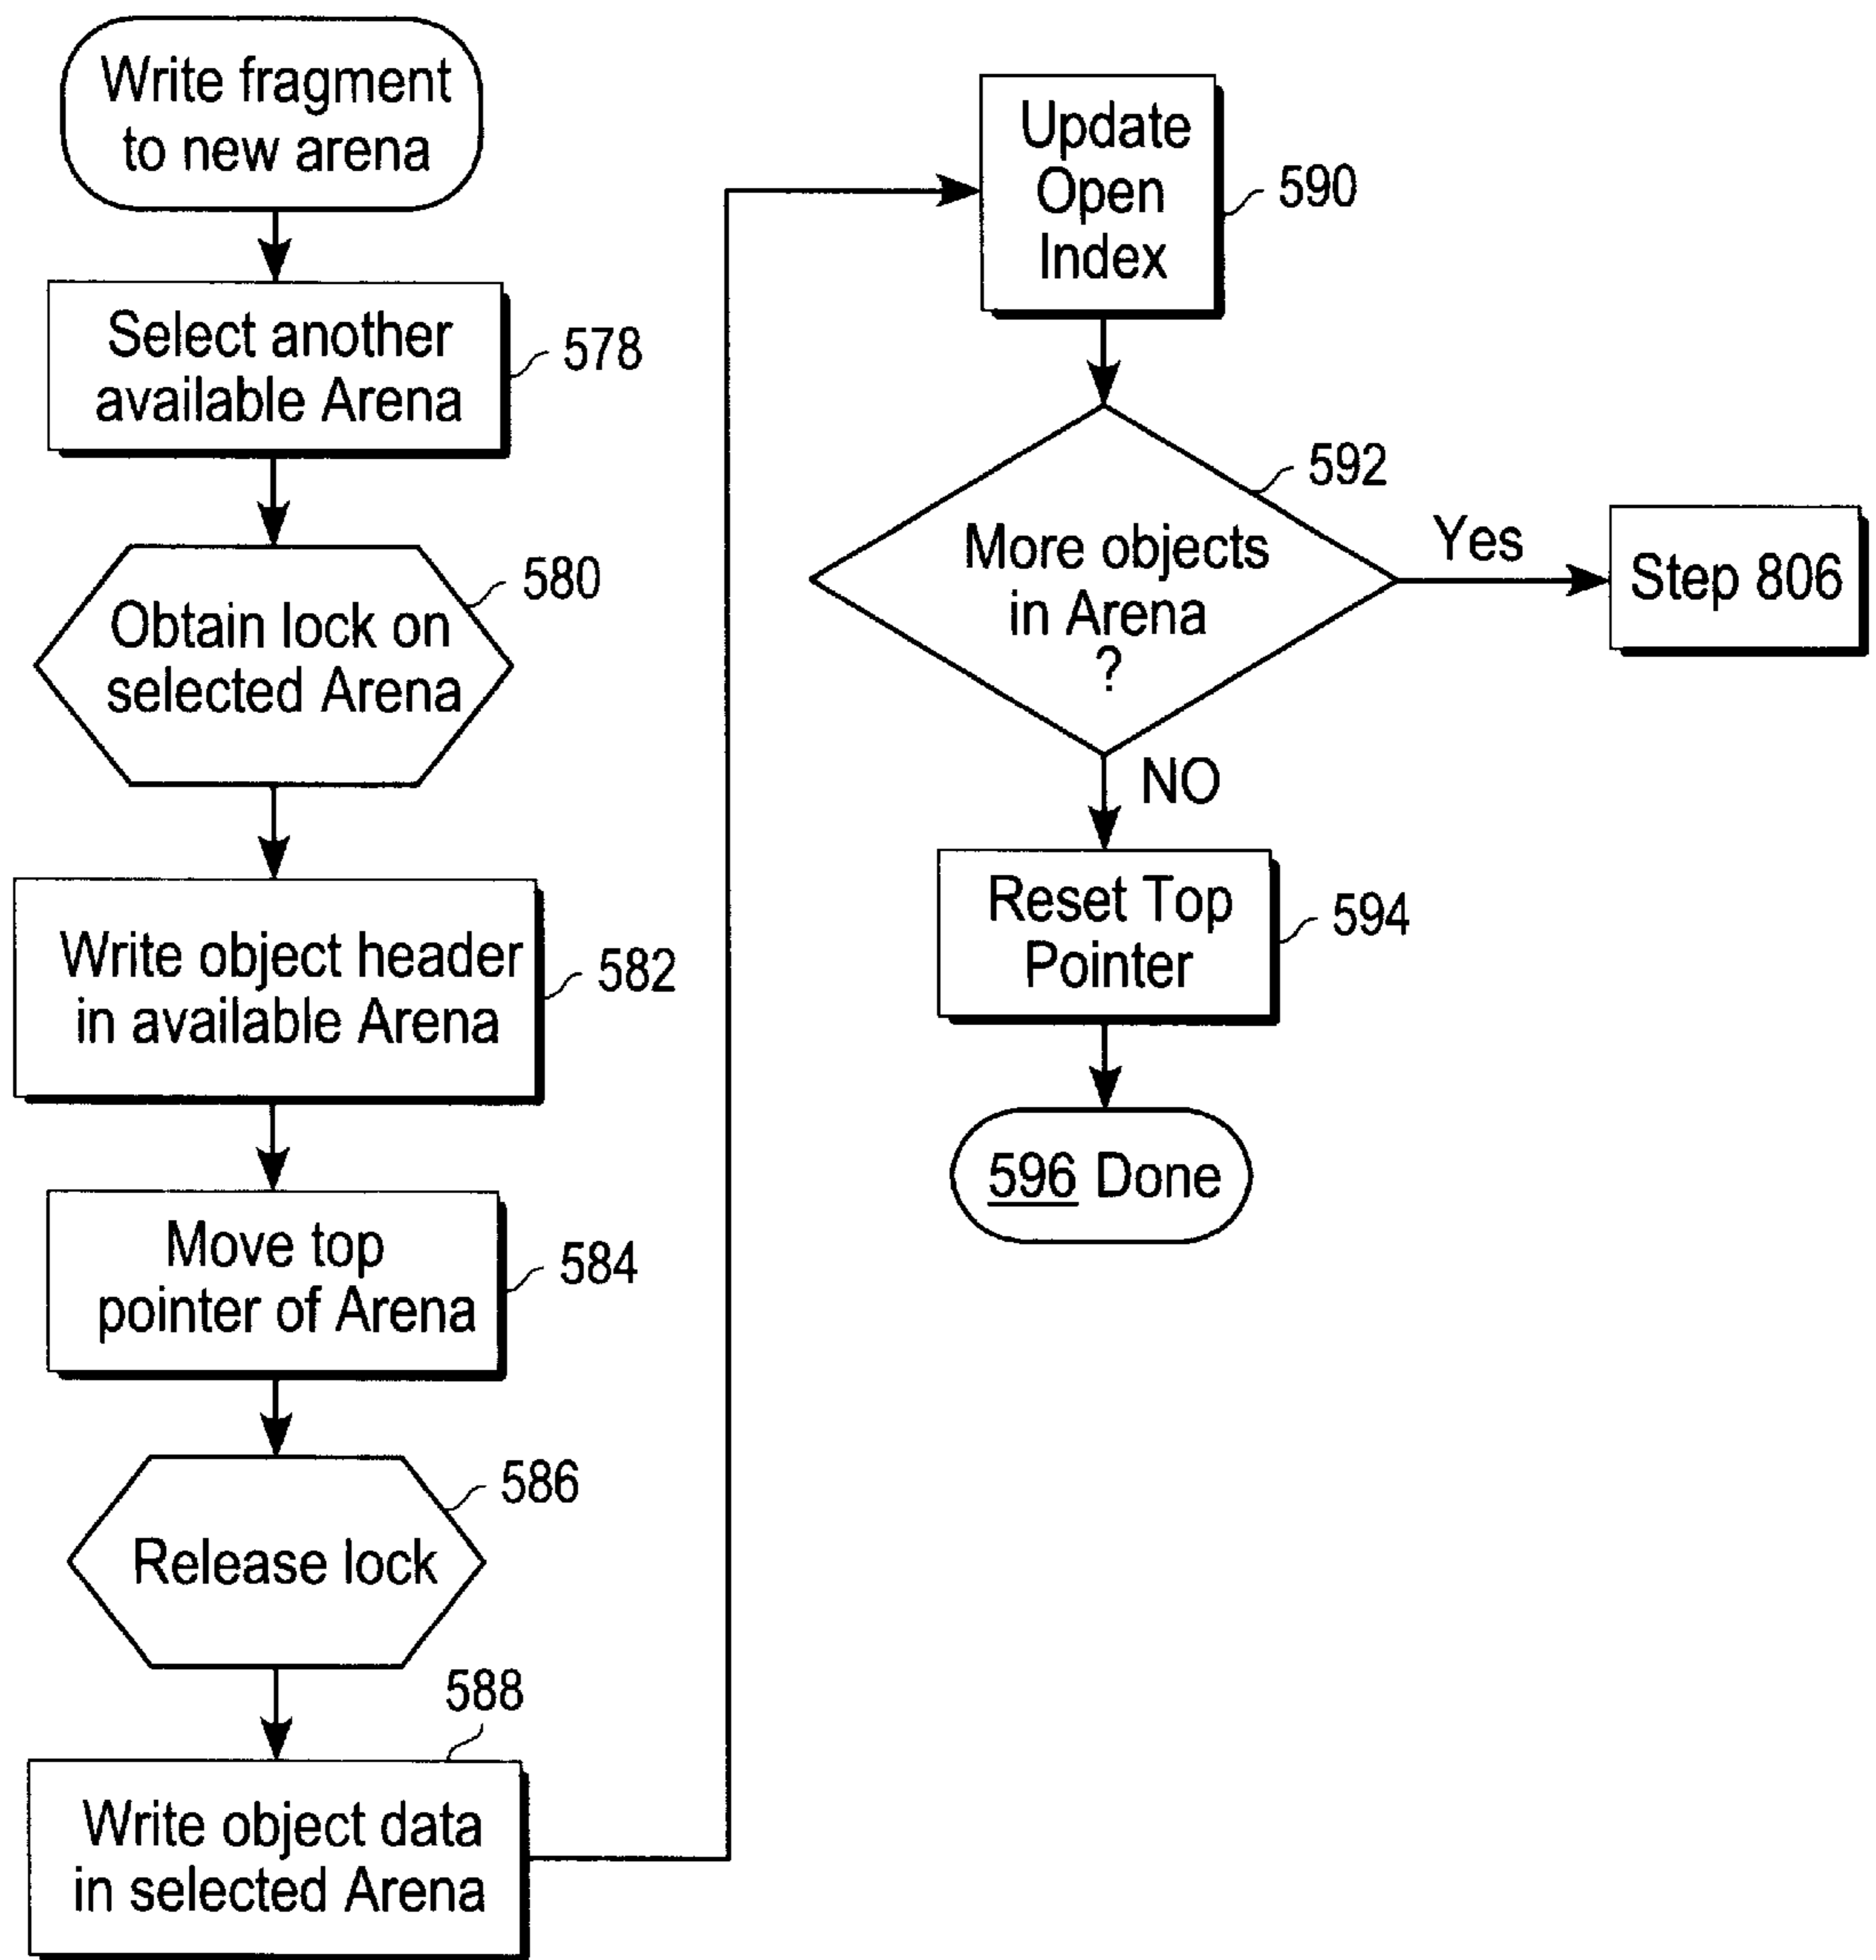 Write fragment
to new arena
Select another
available Arena
578
Obtain lock on
selected Arena
580
Write object header
in available Arena
582
Move top
pointer of Arena
584
Release lock
586
588
Write object data
in selected Arena
Update
Open
Index
590
592
More objects
in Arena
?
Yes
Step 806
NO
Reset Top
Pointer
594
596 Done